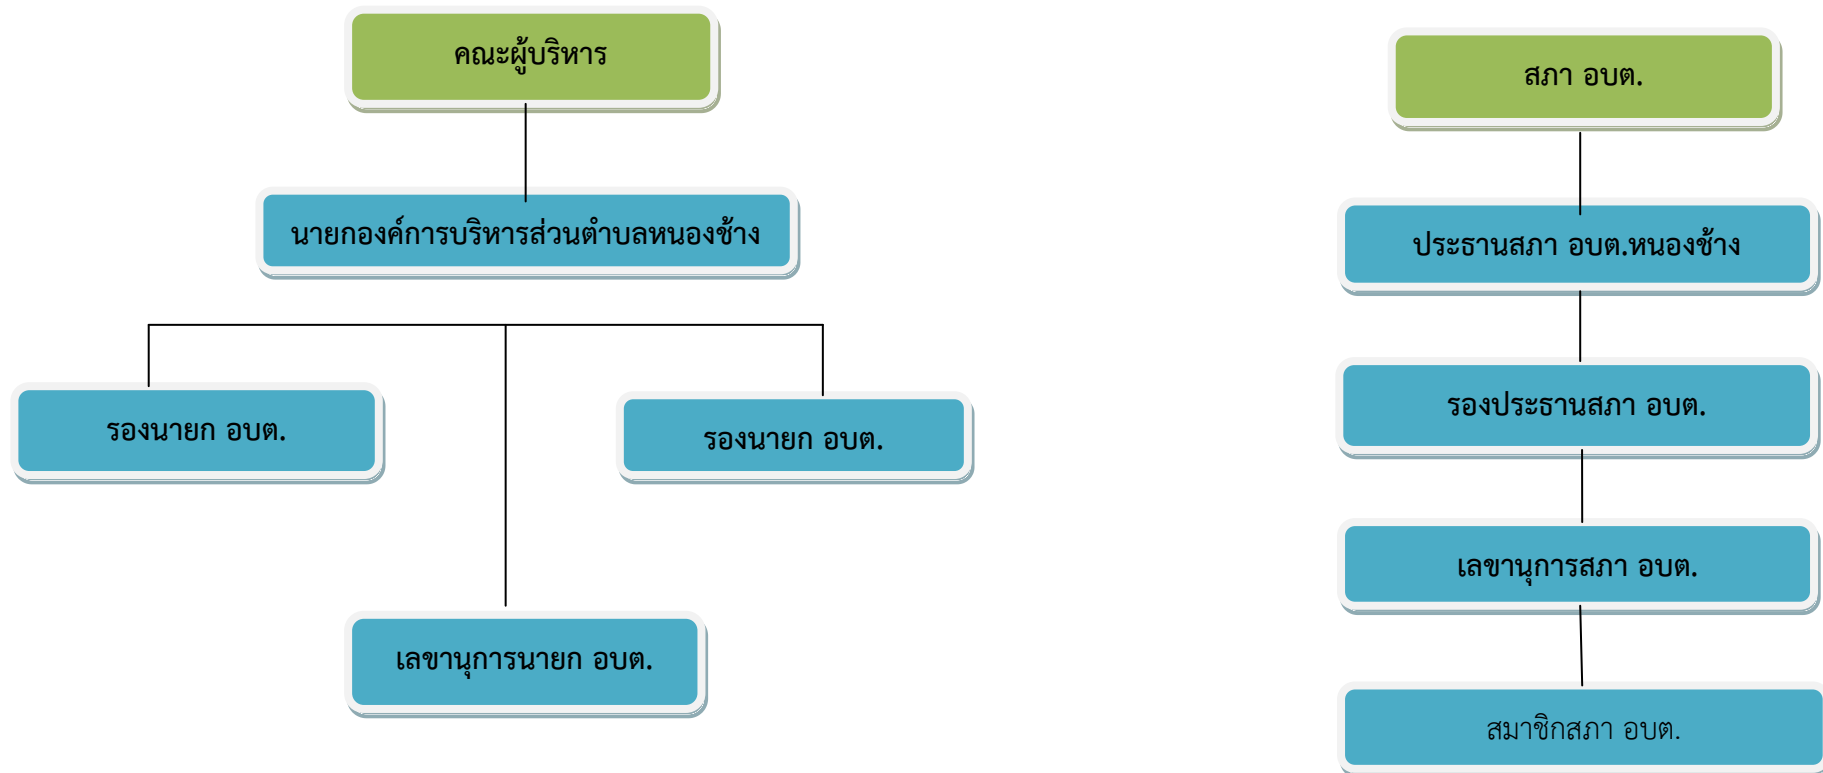 คณะผู้บริหาร
นายกองค์การบริหารส่วนตำบลหนองช้าง
รองนายก อบต.
รองนายก อบต.
เลขานุการนายก อบต.
สภา อบต.
ประธานสภา อบต.หนองช้าง
รองประธานสภา อบต.
เลขานุการสภา อบต.
สมาชิกสภา อบต.